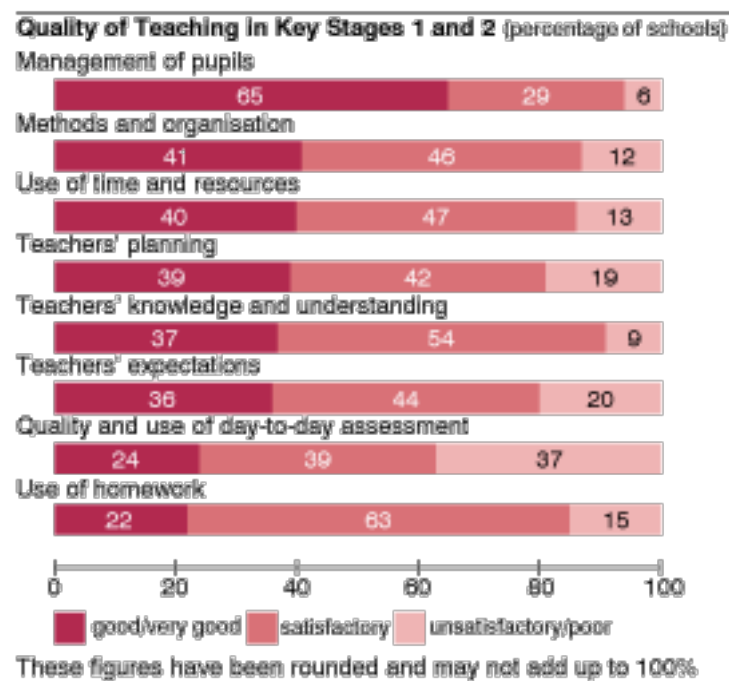 Quality of Teaching in Key Stages 1 and 2 (percentage of schools)
Management of pupils
65 29 6
Methods and organisation
41 46 12
Use of time and resources
40 47 13
Teachers' planning
39 42 19
Teachers' knowledge and understanding
37 54 9
Teachers' expectations
36 44 20
Quality and use of day-to-day assessment
24 39 37
Use of homework
22 63 15
0 20 40 60 80 100
good/very good satisfactory unsatisfactory/poor
These figures have been rounded and may not add up to 100%